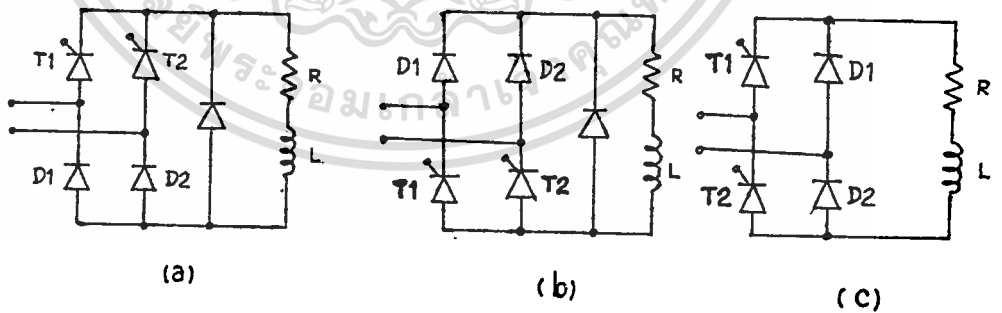 T1 T2 R L D1 D2
D1 D2 R L T1 T2
T1 D1 R L T2 D2
(a) (b) (c)